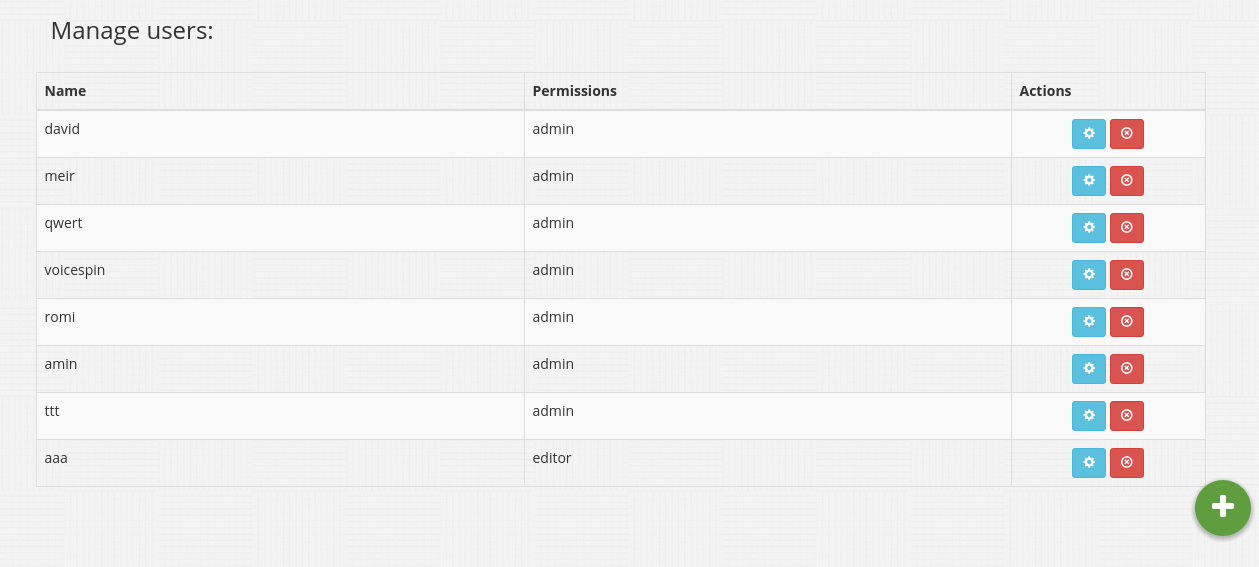 Manage users:
Name Permissions Actions
david admin
meir admin
qwert admin
voicespin admin
romi admin
amin admin
ttt admin
aaa editor